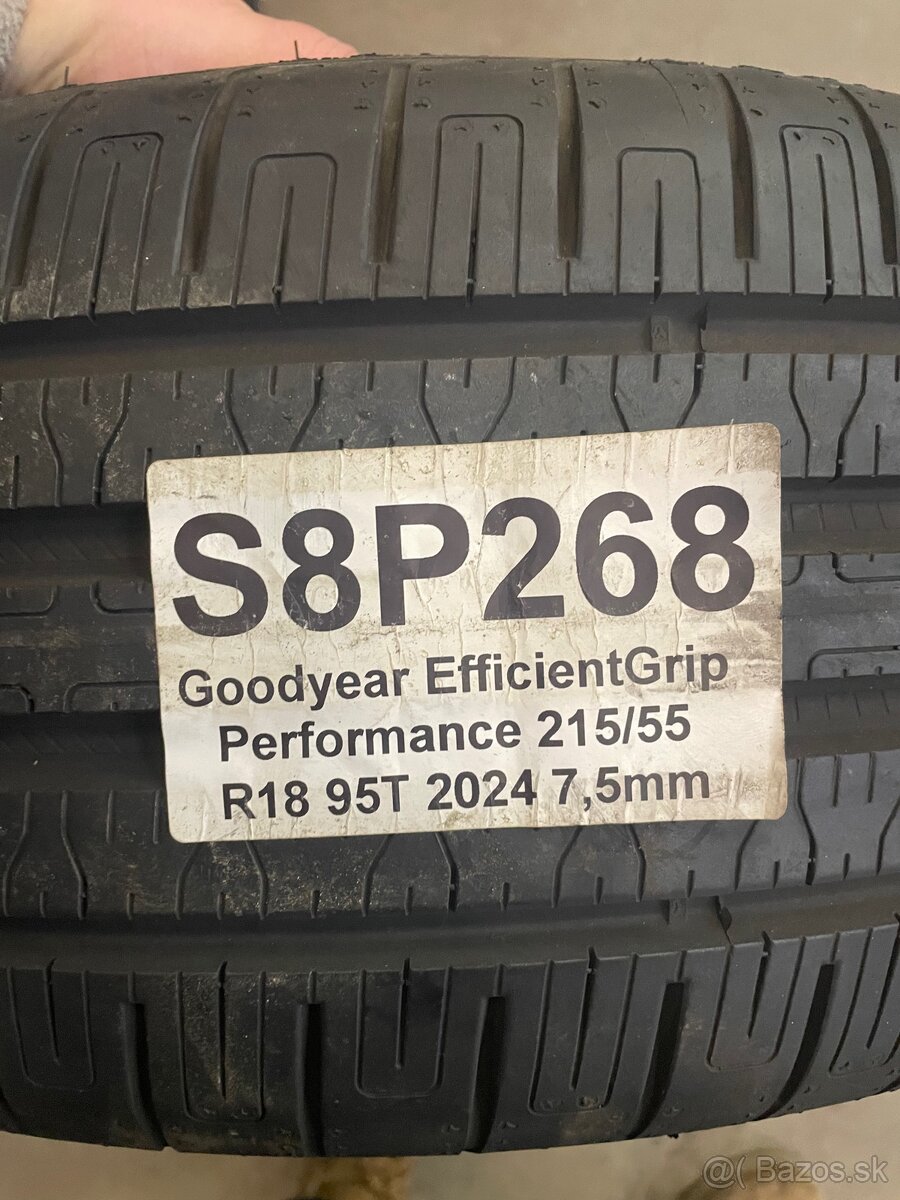 S8P268
Goodyear EfficientGrip
Performance 215/55
R18 95T 2024 7,5mm
@( Bazos.sk